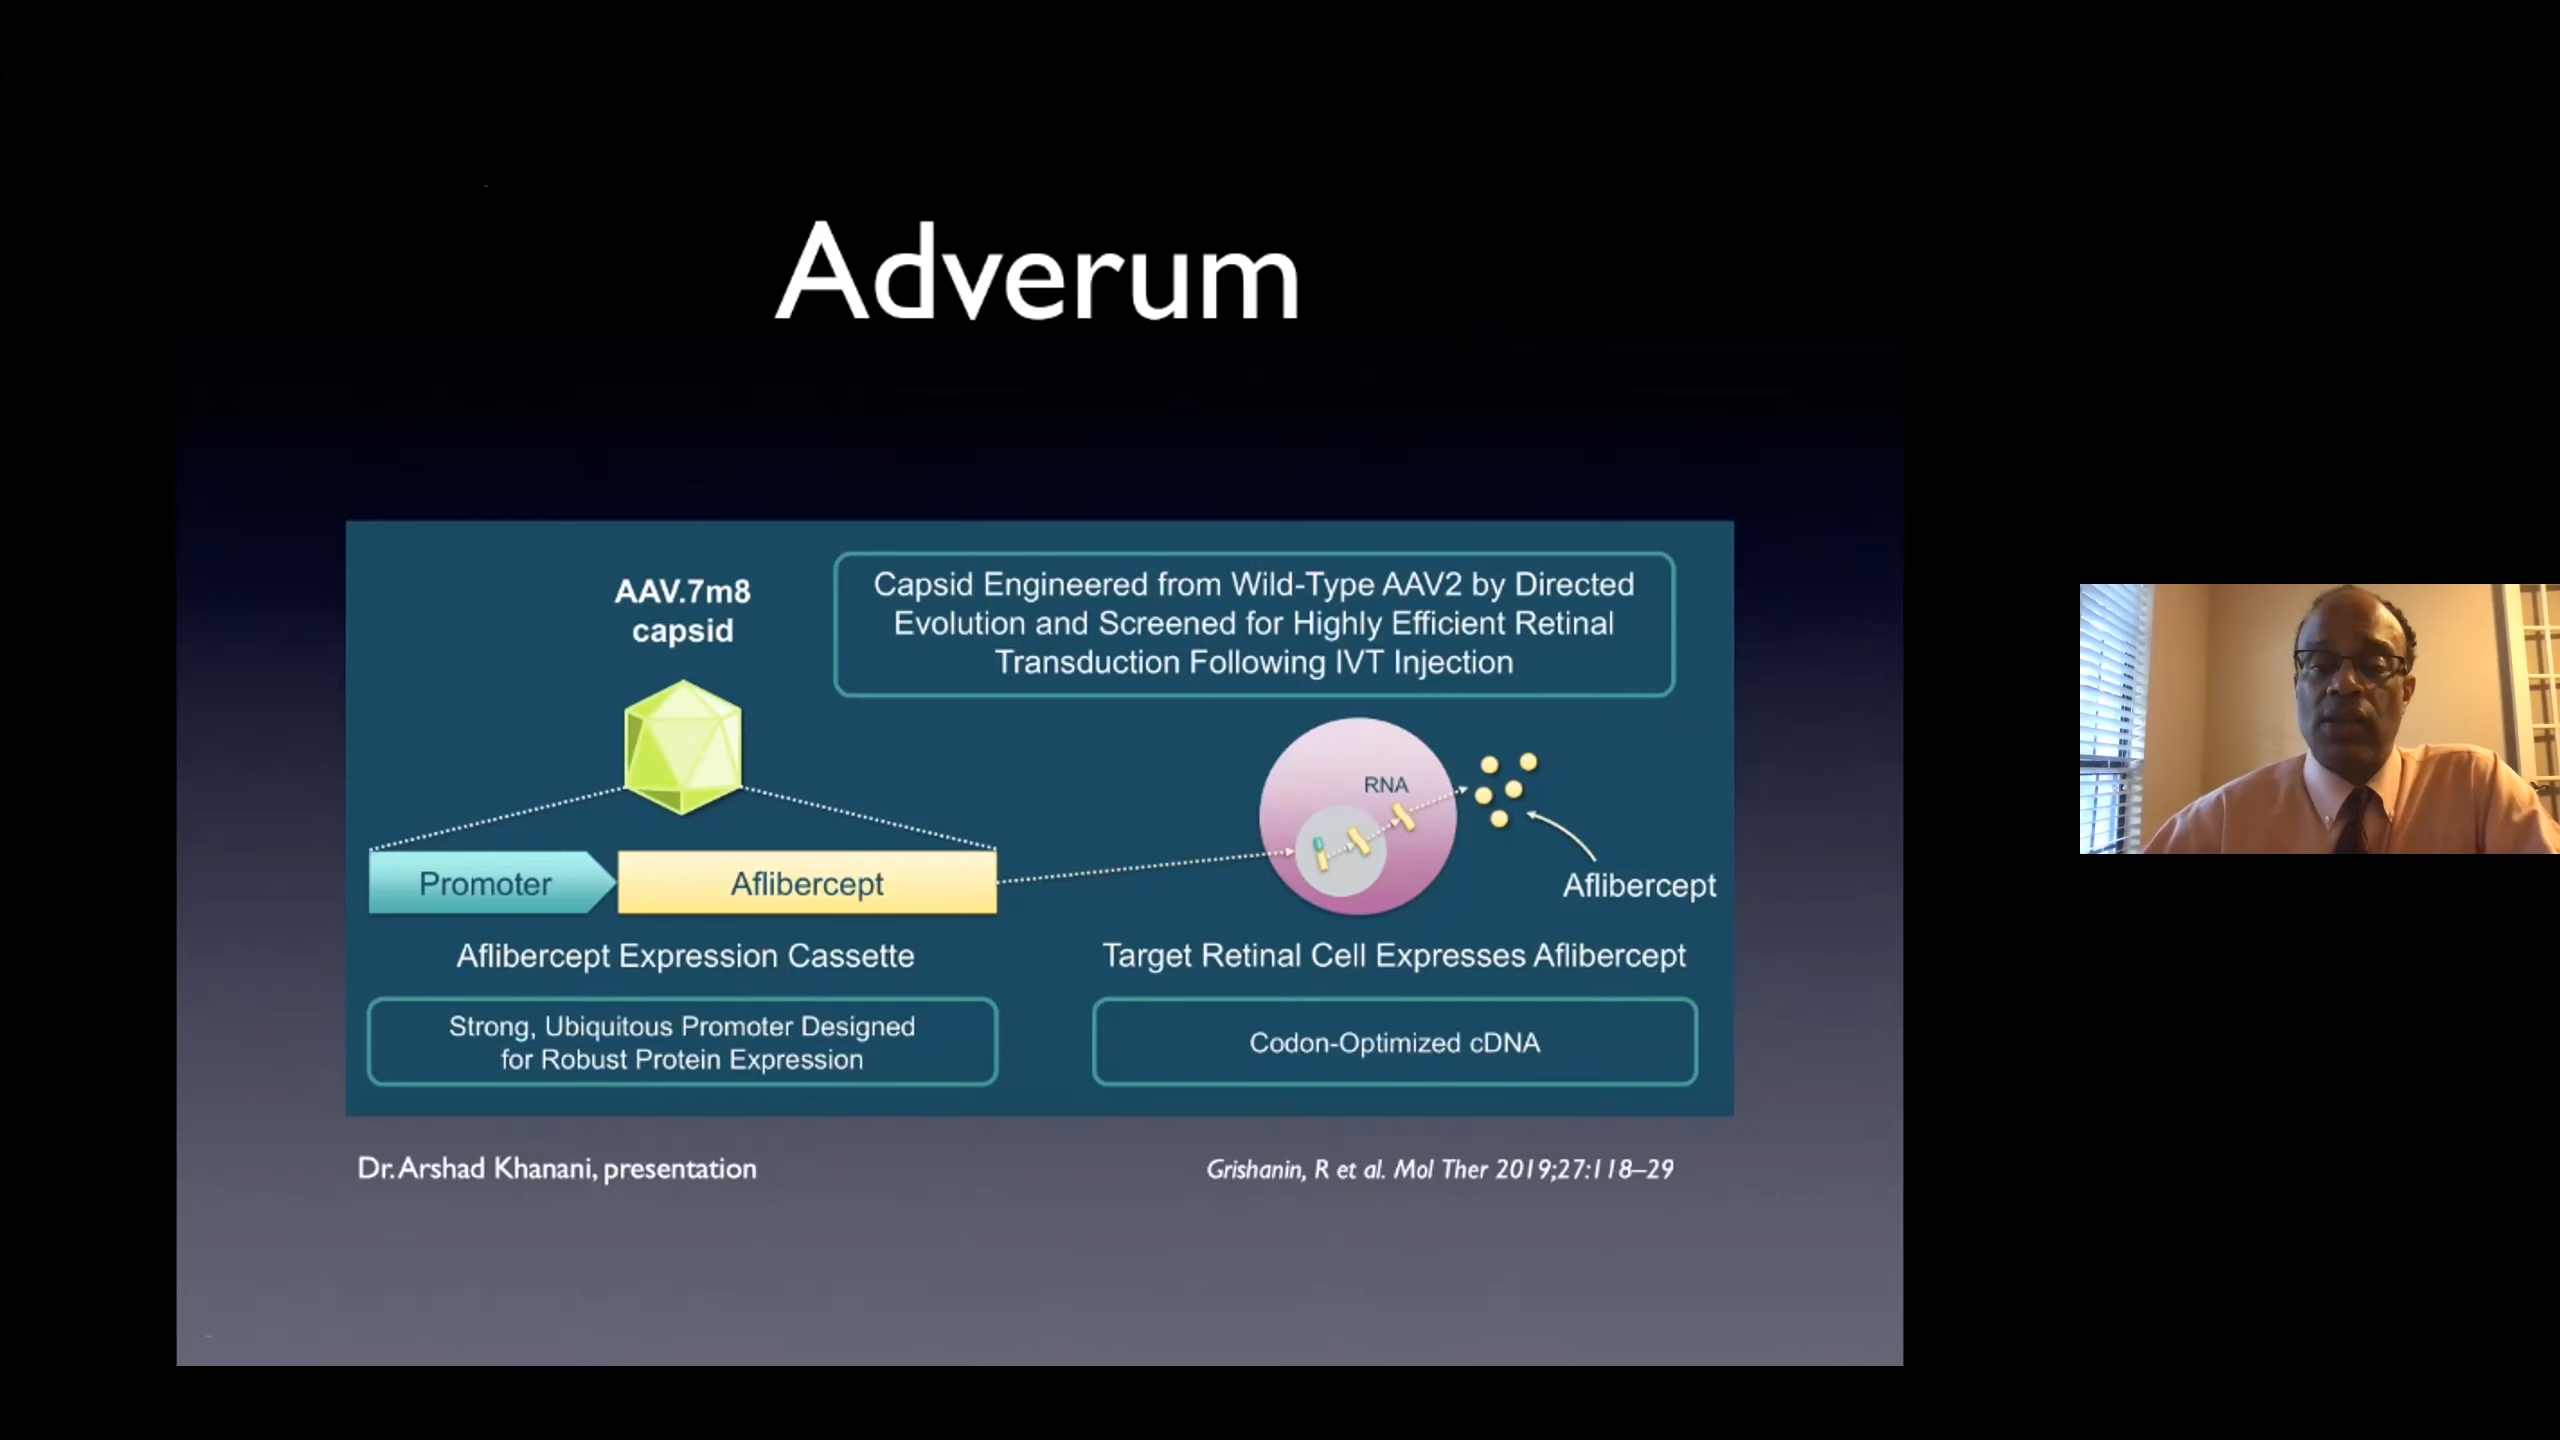 Adverum
AAV.7m8
capsid
Capsid Engineered from Wild-Type AAV2 by Directed
Evolution and Screened for Highly Efficient Retinal
Transduction Following IVT Injection
RNA
Promoter
Aflibercept
Aflibercept
Aflibercept Expression Cassette
Target Retinal Cell Expresses Aflibercept
Strong, Ubiquitous Promoter Designed
for Robust Protein Expression
Codon-Optimized cDNA
Dr. Arshad Khanani, presentation
Grishanin, R et al. Mol Ther 2019;27:118–29